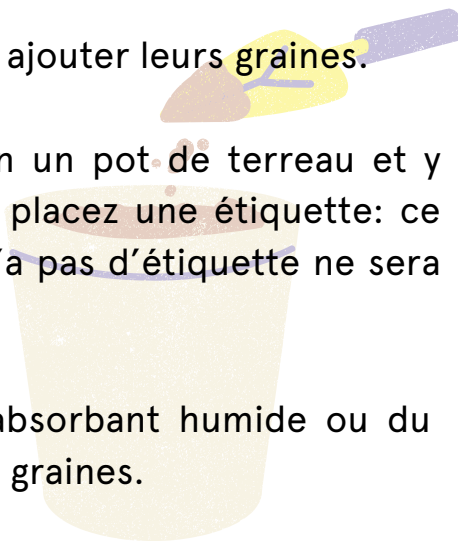 ajouter leurs graines.
un pot de terreau et y
placez une étiquette: ce
pas d'étiquette ne sera
absorbant humide ou du
graines.